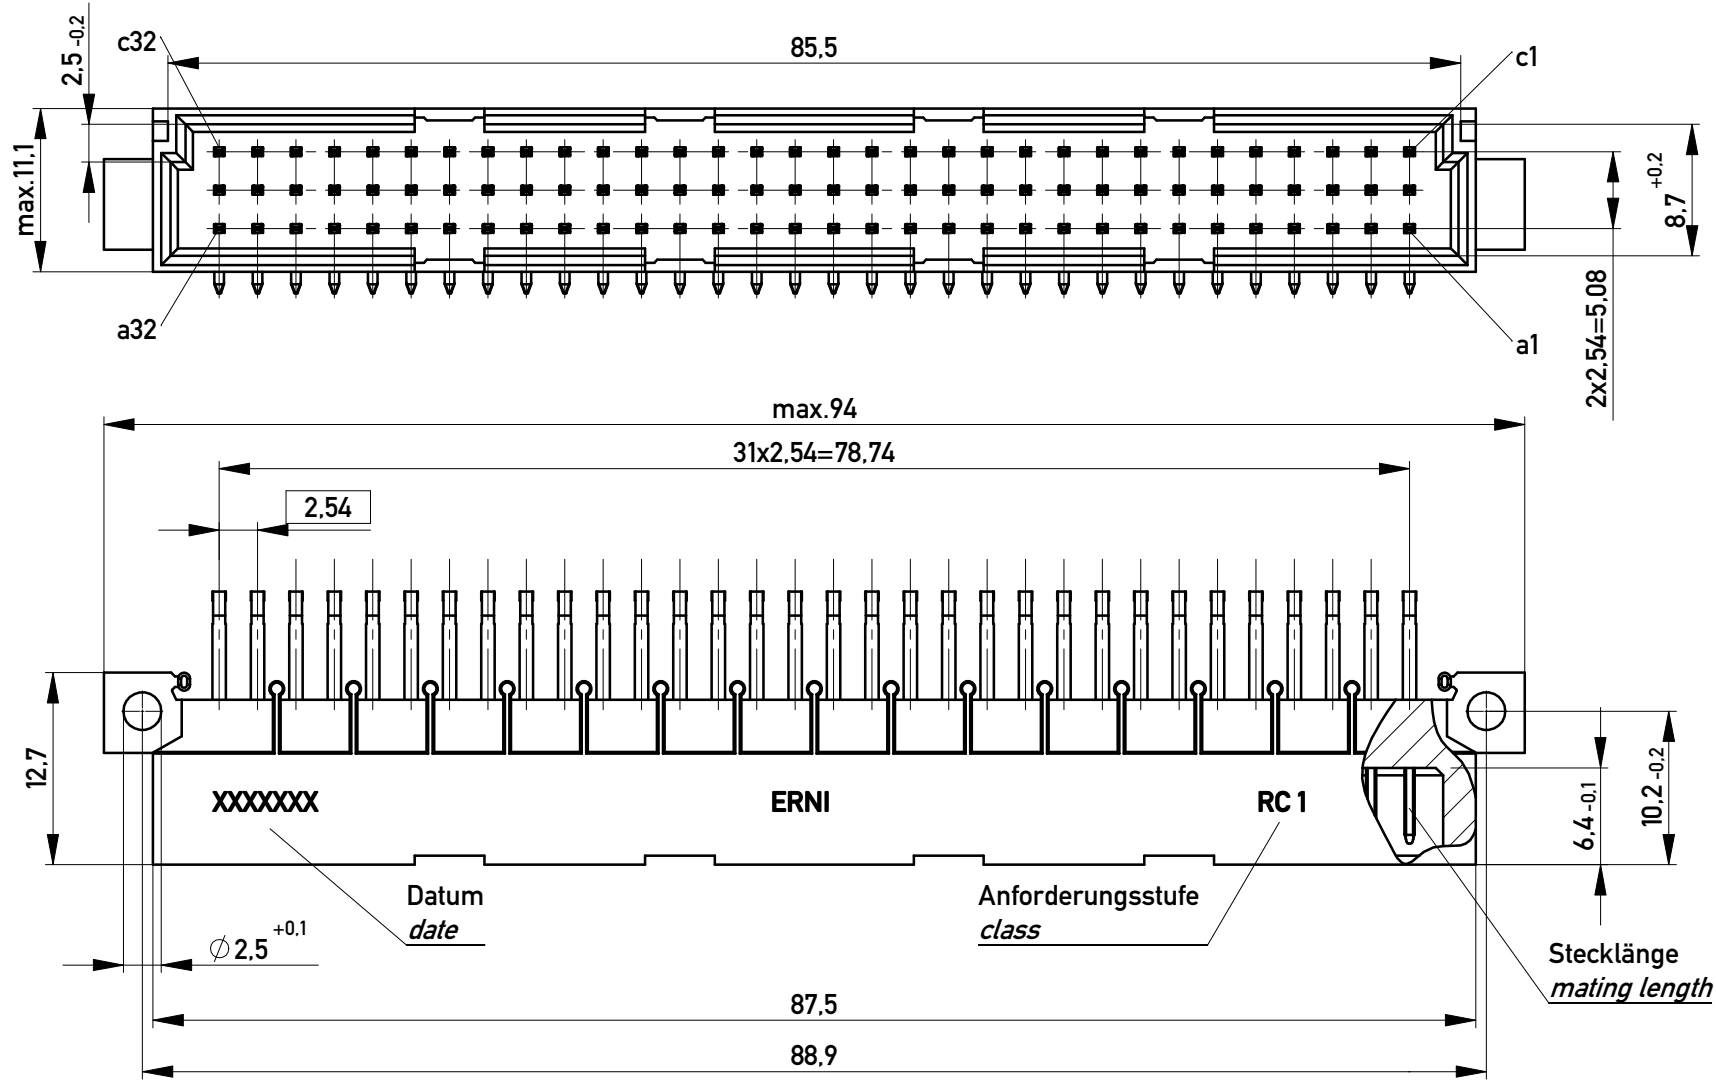 2,5 -0,2
c32
85,5
c1
max.11,1
8,7 +0,2
2x2,54=5,08
a32
a1
max.94
31x2,54=78,74
2,54
12,7
XXXXXXX
ERNI
RC 1
6,4 -0,1
10,2 -0,2
Datum
date
Anforderungsstufe
class
Ø 2,5 +0,1
Stecklänge
mating length
87,5
88,9